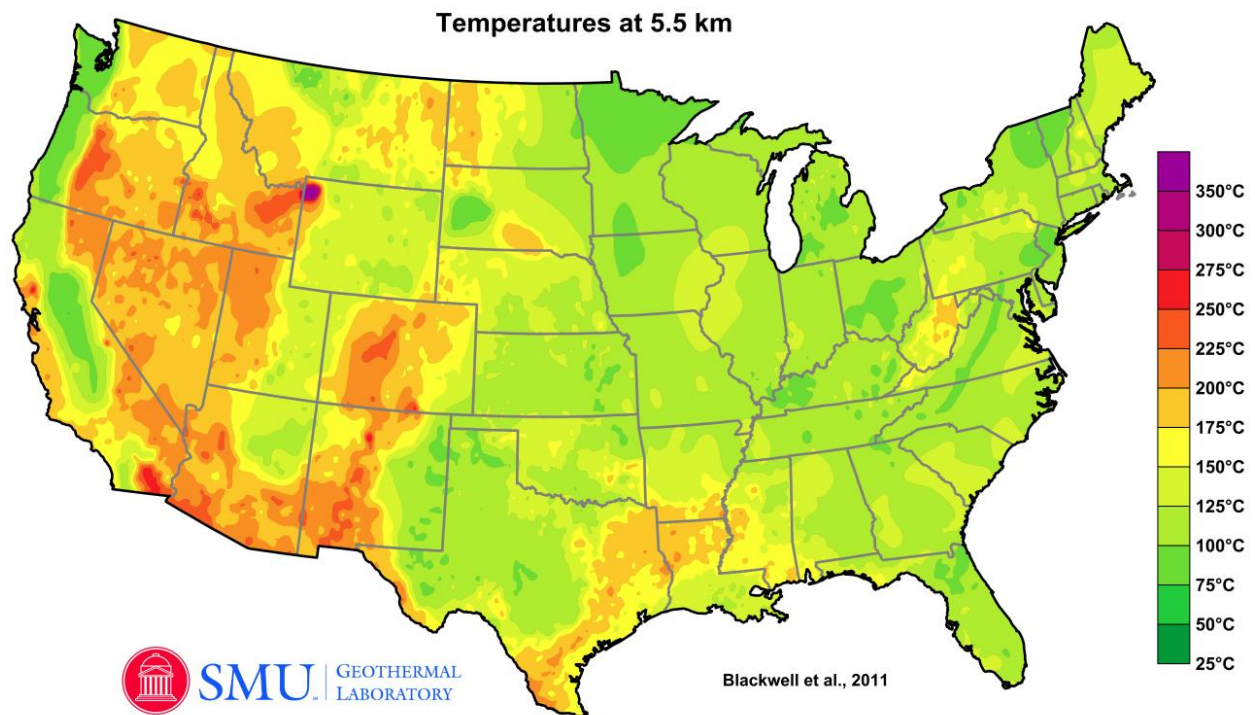 Temperatures at 5.5 km
350°C
300°C
275°C
250°C
225°C
200°C
175°C
150°C
125°C
100°C
75°C
50°C
25°C
SMU
GEOTHERMAL
LABORATORY
Blackwell et al., 2011